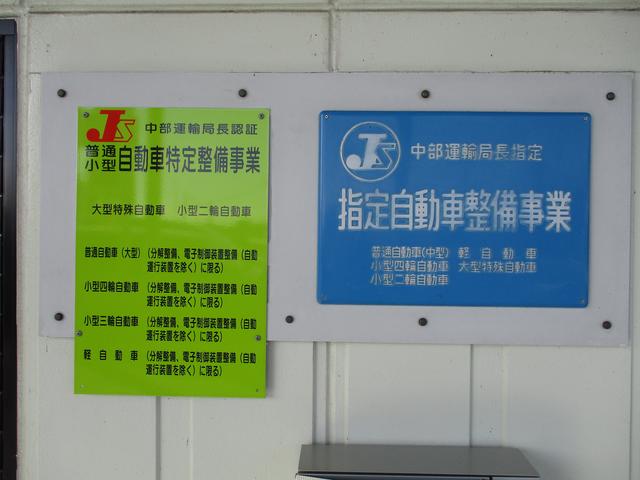 JS 中部運輸局長認証
普通
小型 自動車特定整備事業
大型特殊自動車 小型二輪自動車
普通自動車（大型）（分解整備、電子制御装置整備（自動
運行装置を除く）に限る）
小型四輪自動車 （分解整備、電子制御装置整備（自動
運行装置を除く）に限る）
小型三輪自動車 （分解整備、電子制御装置整備（自動
運行装置を除く）に限る）
軽自動車 （分解整備、電子制御装置整備（自動
運行装置を除く）に限る）
JS 中部運輸局長指定
指定自動車整備事業
普通自動車(中型) 軽自動車
小型四輪自動車 大型特殊自動車
小型二輪自動車